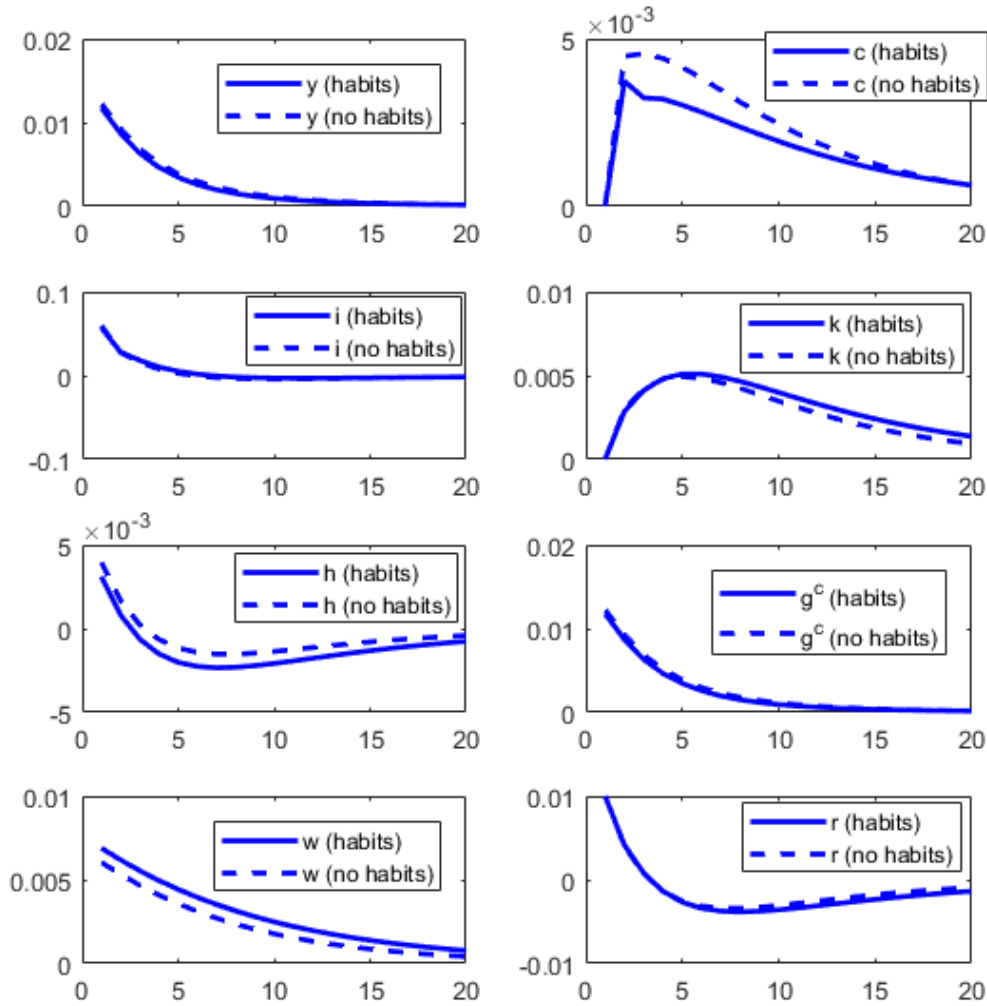 0.02
0.01
0
0 5 10 15 20
y (habits)
y (no habits)
× 10-3
5
0
0 5 10 15 20
c (habits)
c (no habits)
0.1
0
-0.1
0 5 10 15 20
i (habits)
i (no habits)
0.01
0.005
0
0 5 10 15 20
k (habits)
k (no habits)
× 10-3
5
0
-5
0 5 10 15 20
h (habits)
h (no habits)
0.02
0.01
0
0 5 10 15 20
gc (habits)
gc (no habits)
0.01
0.005
0
0 5 10 15 20
w (habits)
w (no habits)
0.01
0
-0.01
0 5 10 15 20
r (habits)
r (no habits)